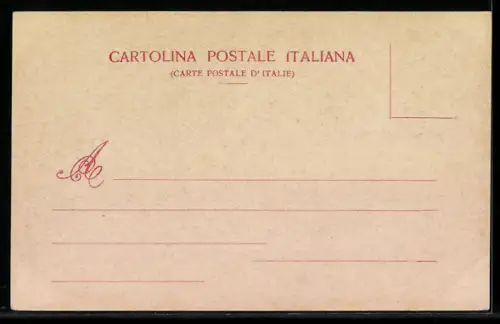 CARTOLINA POSTALE ITALIANA
(CARTE POSTALE D'ITALIE)
A